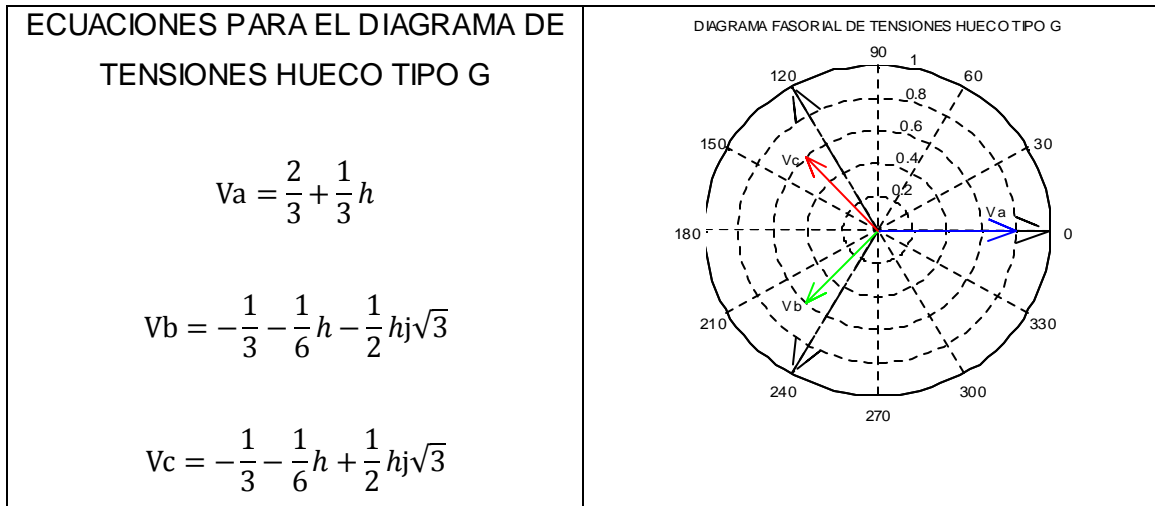 ECUACIONES PARA EL DIAGRAMA DE
TENSIONES HUECO TIPO G
Va = 2/3 + 1/3 h
Vb = −1/3 − 1/6 h − 1/2 hj√3
Vc = −1/3 − 1/6 h + 1/2 hj√3
DIAGRAMA FASORIAL DE TENSIONES HUECO TIPO G
90
1
120
60
0.8
0.6
150
30
Vc
0.4
0.2
Va
180
0
Vb
210
330
240
300
270